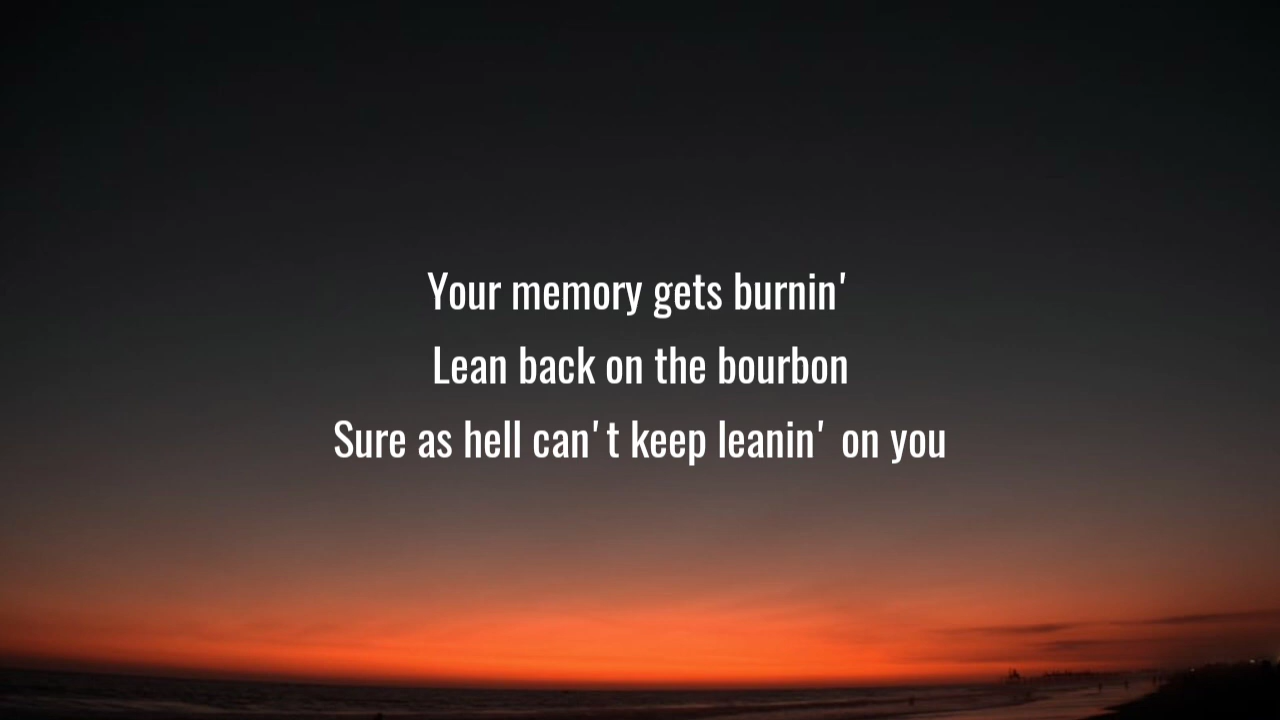 Your memory gets burnin'
Lean back on the bourbon
Sure as hell can't keep leanin' on you